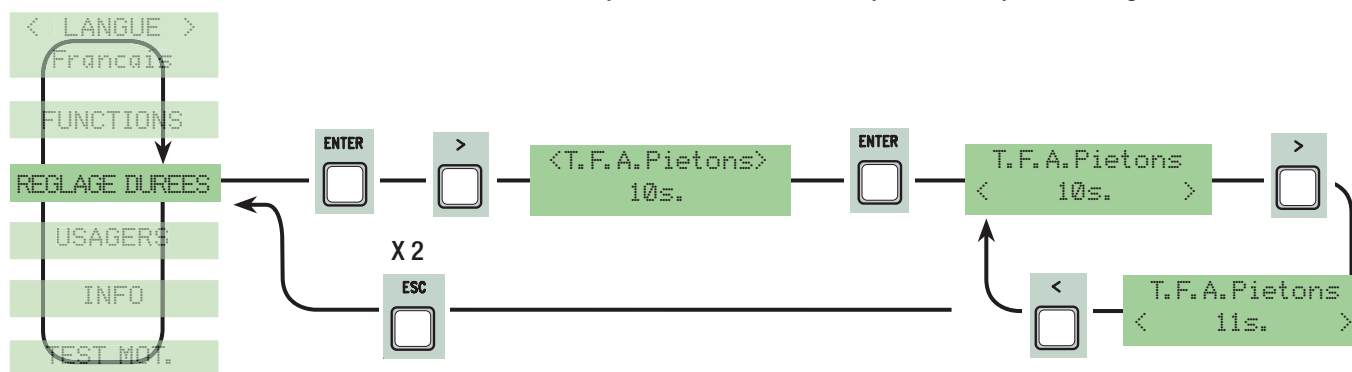 < LANGUE >
Francais
FUNCTIONS
REGLAGE DUREES
USAGERS
INFO
TEST MOT.
ENTER
>
<T.F.A.Pietons>
10s.
ENTER
T.F.A.Pietons
< 10s. >
>
X 2
ESC
<
T.F.A.Pietons
< 11s. >